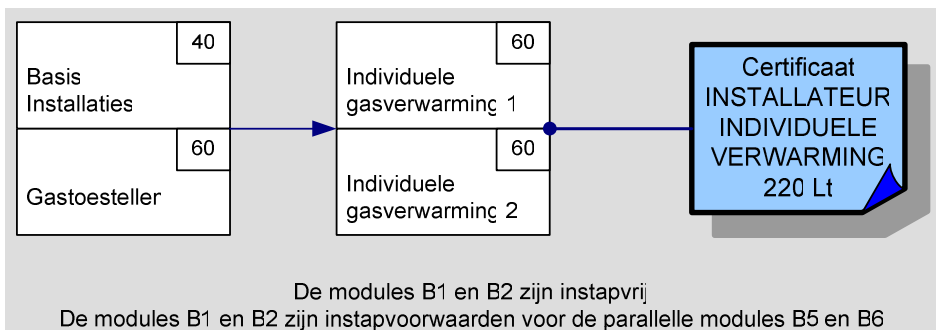 40
Basis
Installaties
60
Gastoestellen
60
Individuele
gasverwarming 1
60
Individuele
gasverwarming 2
Certificaat
INSTALLATEUR
INDIVIDUELE
VERWARMING
220 Lt
De modules B1 en B2 zijn instapvrij
De modules B1 en B2 zijn instapvoorwaarden voor de parallelle modules B5 en B6